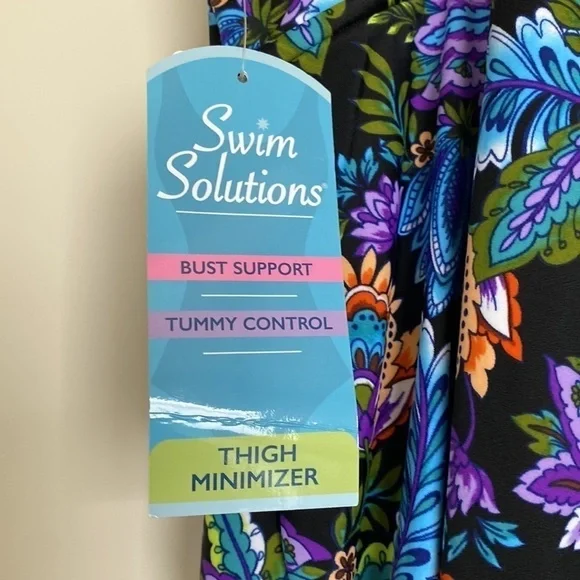 Swim
Solutions®
BUST SUPPORT
TUMMY CONTROL
THIGH
MINIMIZER